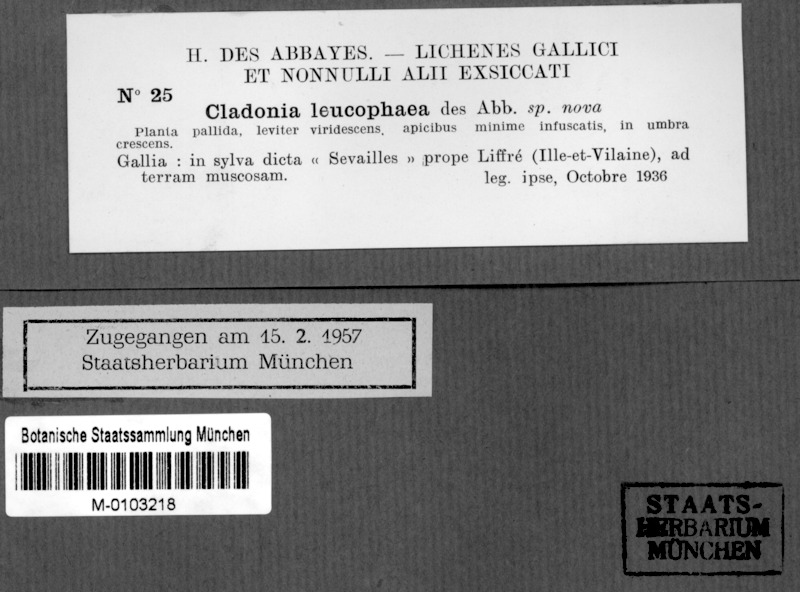 H. DES ABBAYES. — LICHENES GALLICI
ET NONNULLI ALII EXSICCATI
N° 25
Cladonia leucophaea des Abb. sp. nova
Planta pallida, leviter viridescens, apicibus minime infuscatis, in umbra
crescens.
Gallia : in sylva dicta « Sevailles » prope Liffré (Ille-et-Vilaine), ad
terram muscosam.
leg. ipse, Octobre 1936
Zugegangen am 15. 2. 1957
Staatsherbarium München
Botanische Staatssammlung München
M-0103218
STAATS-
HERBARIUM
MÜNCHEN